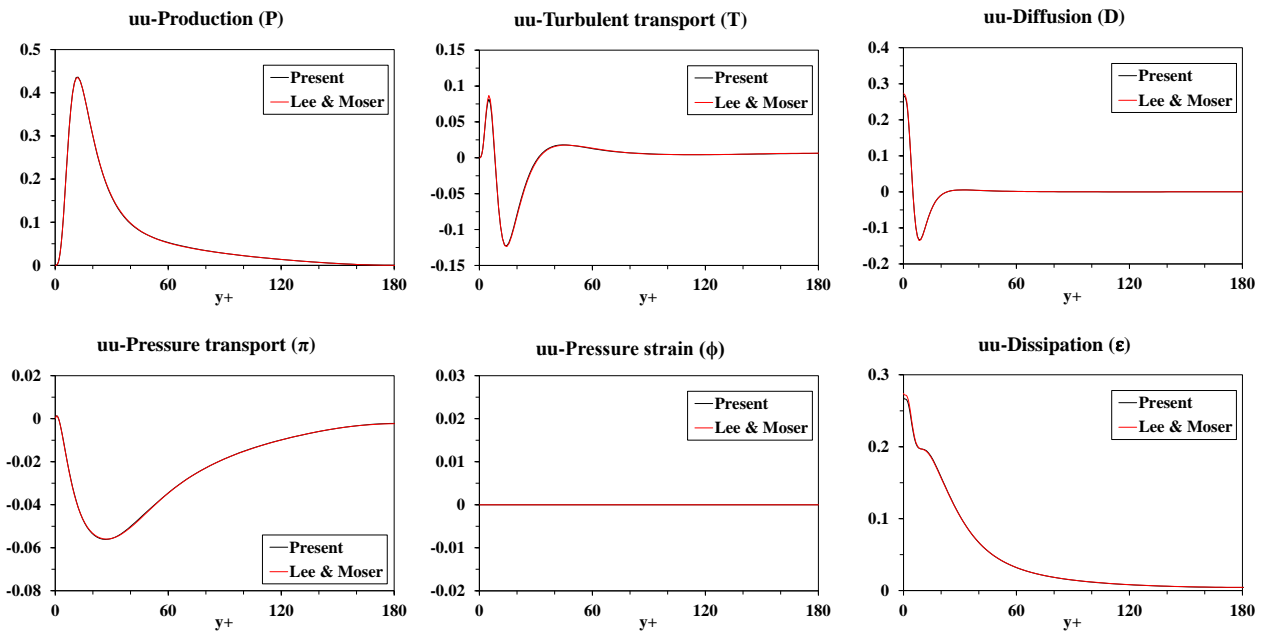 uu-Production (P)
0.5
0.4
0.3
0.2
0.1
0
0 60 120 180
y+
Present
Lee & Moser
uu-Turbulent transport (T)
0.15
0.1
0.05
0
-0.05
-0.1
-0.15
0 60 120 180
y+
Present
Lee & Moser
uu-Diffusion (D)
0.4
0.3
0.2
0.1
0
-0.1
-0.2
0 60 120 180
y+
Present
Lee & Moser
uu-Pressure transport (π)
0.02
0
-0.02
-0.04
-0.06
-0.08
0 60 120 180
y+
Present
Lee & Moser
uu-Pressure strain (ϕ)
0.03
0.02
0.01
0
-0.01
-0.02
0 60 120 180
y+
Present
Lee & Moser
uu-Dissipation (ε)
0.3
0.2
0.1
0
0 60 120 180
y+
Present
Lee & Moser